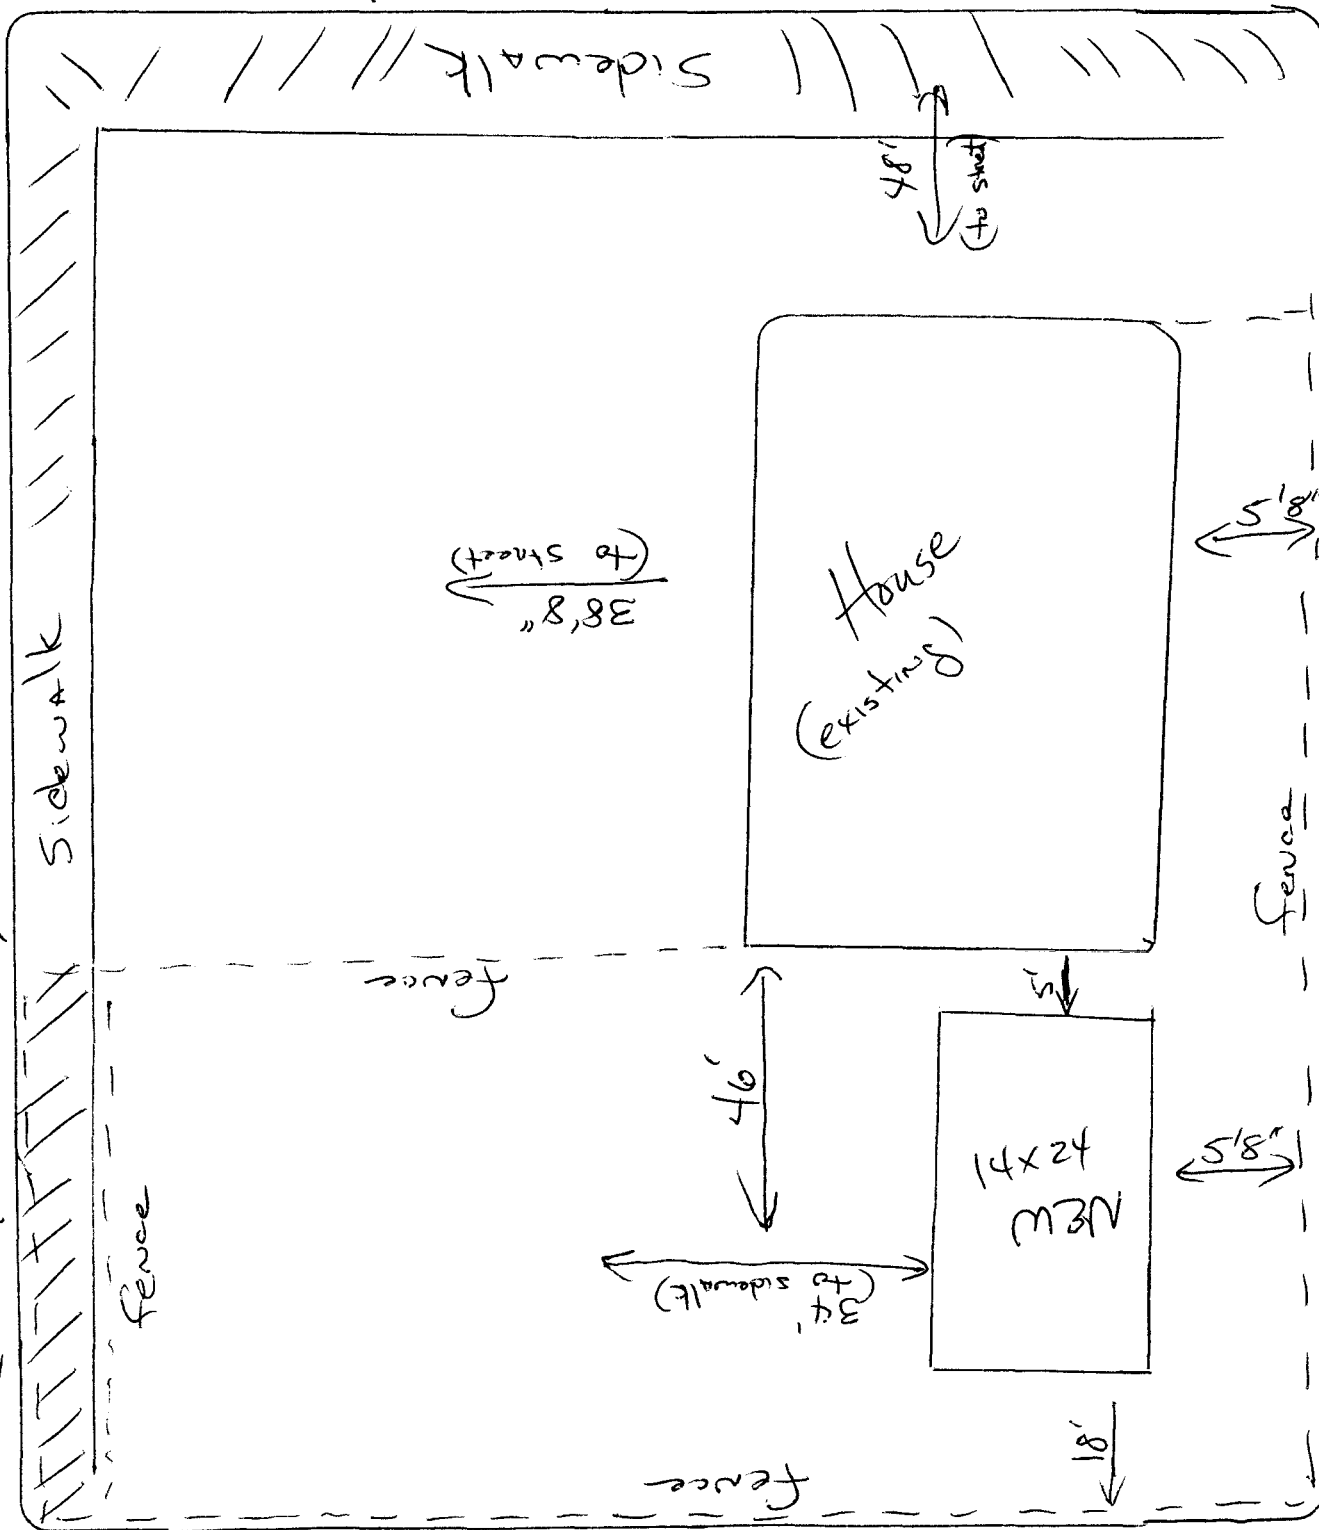 Sidewalk
48'
(to street)
Sidewalk
38'8"
(to street)
House
(existing)
5'8"
fence
fence
5'
46'
14x24
NEW
5'8"
34'
(to sidewalk)
fence
18'
fence